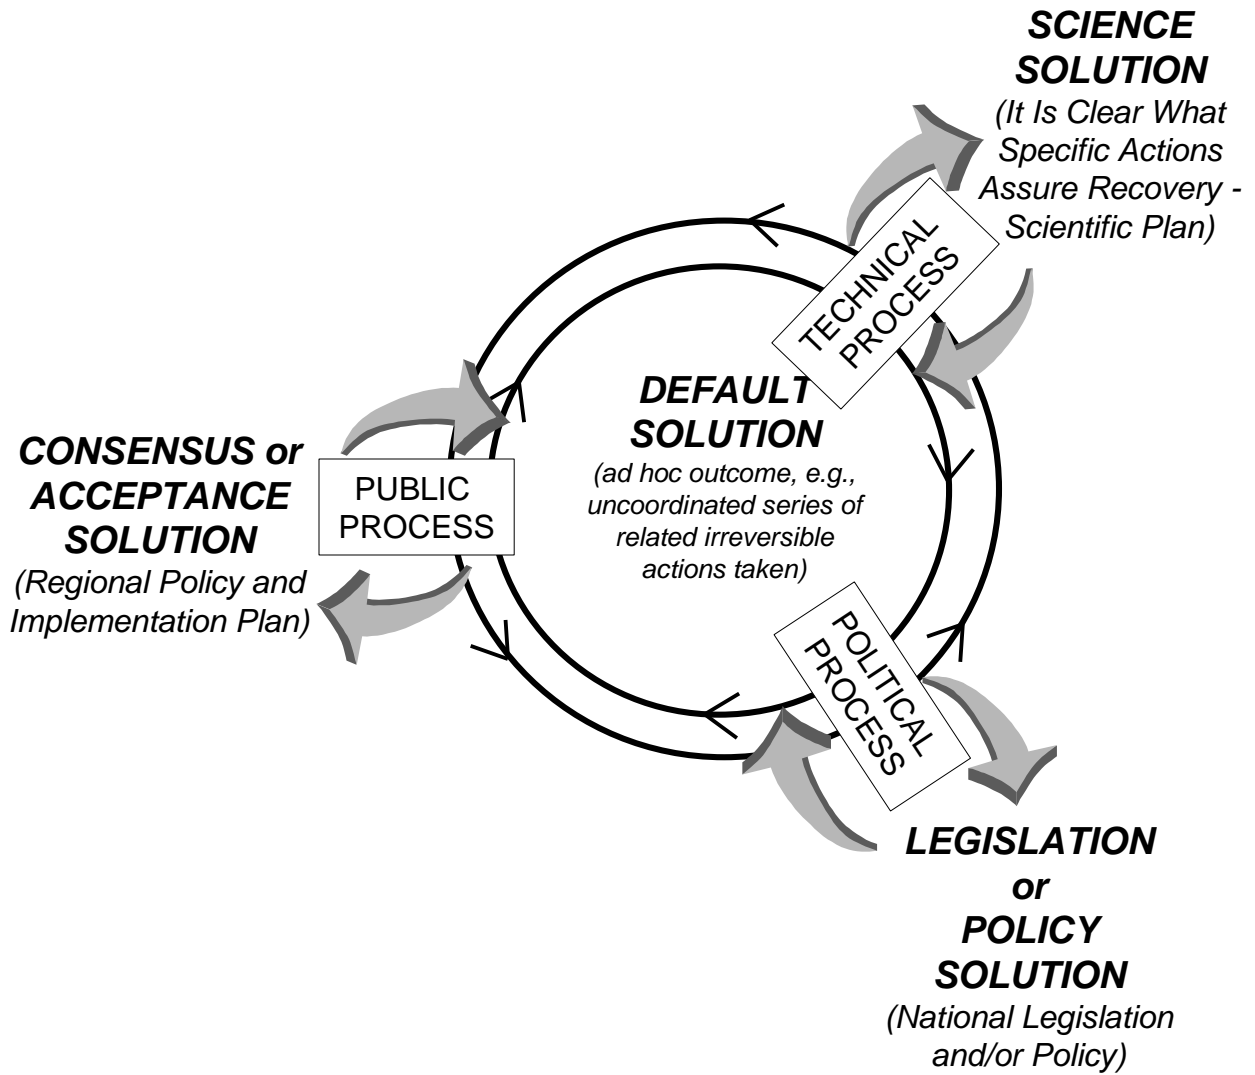 SCIENCE
SOLUTION
(It Is Clear What
Specific Actions
Assure Recovery -
Scientific Plan)
TECHNICAL
PROCESS
DEFAULT
SOLUTION
(ad hoc outcome, e.g.,
uncoordinated series of
related irreversible
actions taken)
CONSENSUS or
ACCEPTANCE
SOLUTION
(Regional Policy and
Implementation Plan)
PUBLIC
PROCESS
POLITICAL
PROCESS
LEGISLATION
or
POLICY
SOLUTION
(National Legislation
and/or Policy)